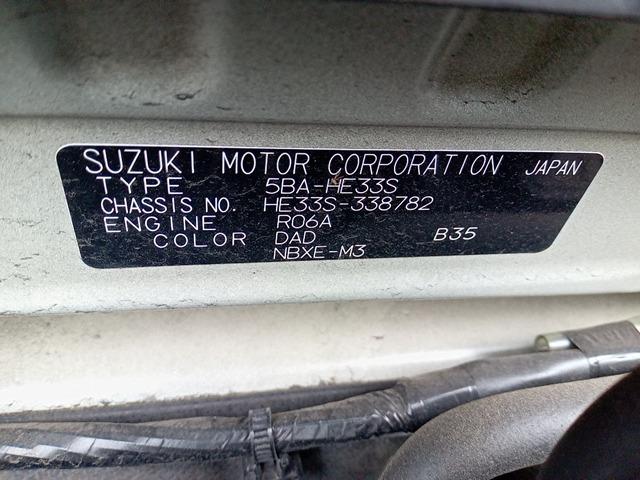 SUZUKI MOTOR CORPORATION JAPAN
TYPE 5BA-HE33S
CHASSIS NO. HE33S-338782
ENGINE R06A
COLOR DAD B35
NBXE-M3